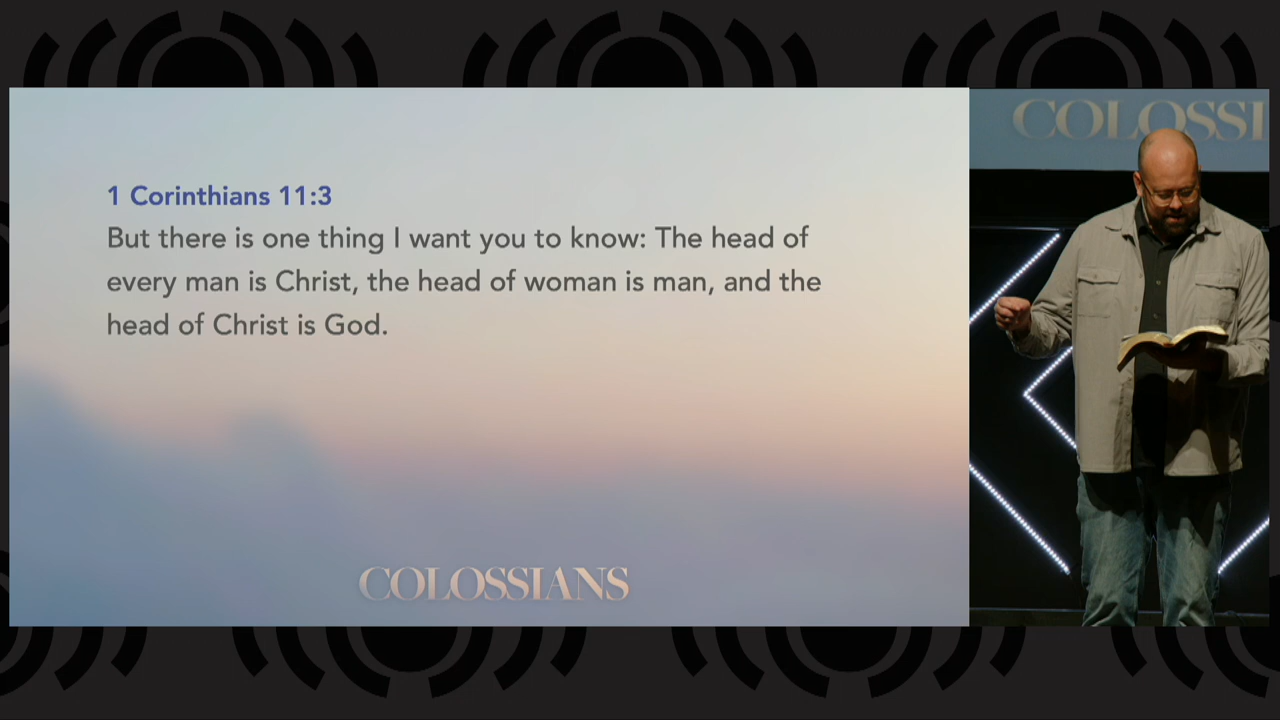 1 Corinthians 11:3
But there is one thing I want you to know: The head of
every man is Christ, the head of woman is man, and the
head of Christ is God.
COLOSSIANS
COLOSSI